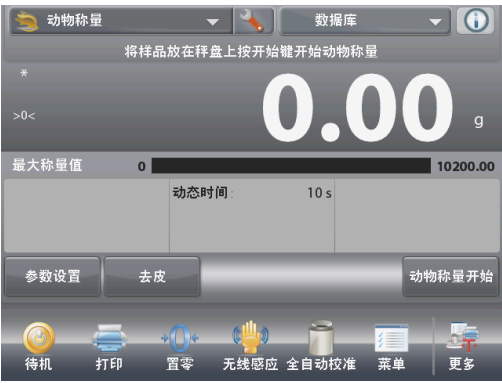 动物称量 数据库
将样品放在秤盘上按开始键开始动物称量
*
>0<
0.00 g
最大称量值 0 10200.00
动态时间: 10 s
参数设置 去皮 动物称量开始
待机 打印 置零 无线感应 全自动校准 菜单 更多